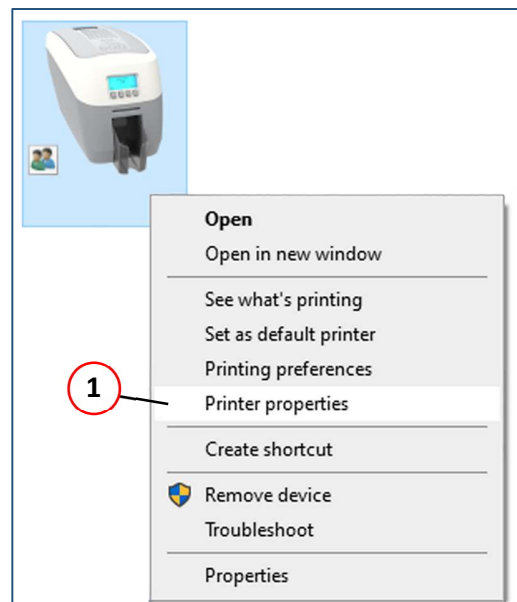 Open
Open in new window
See what's printing
Set as default printer
Printing preferences
1
Printer properties
Create shortcut
Remove device
Troubleshoot
Properties